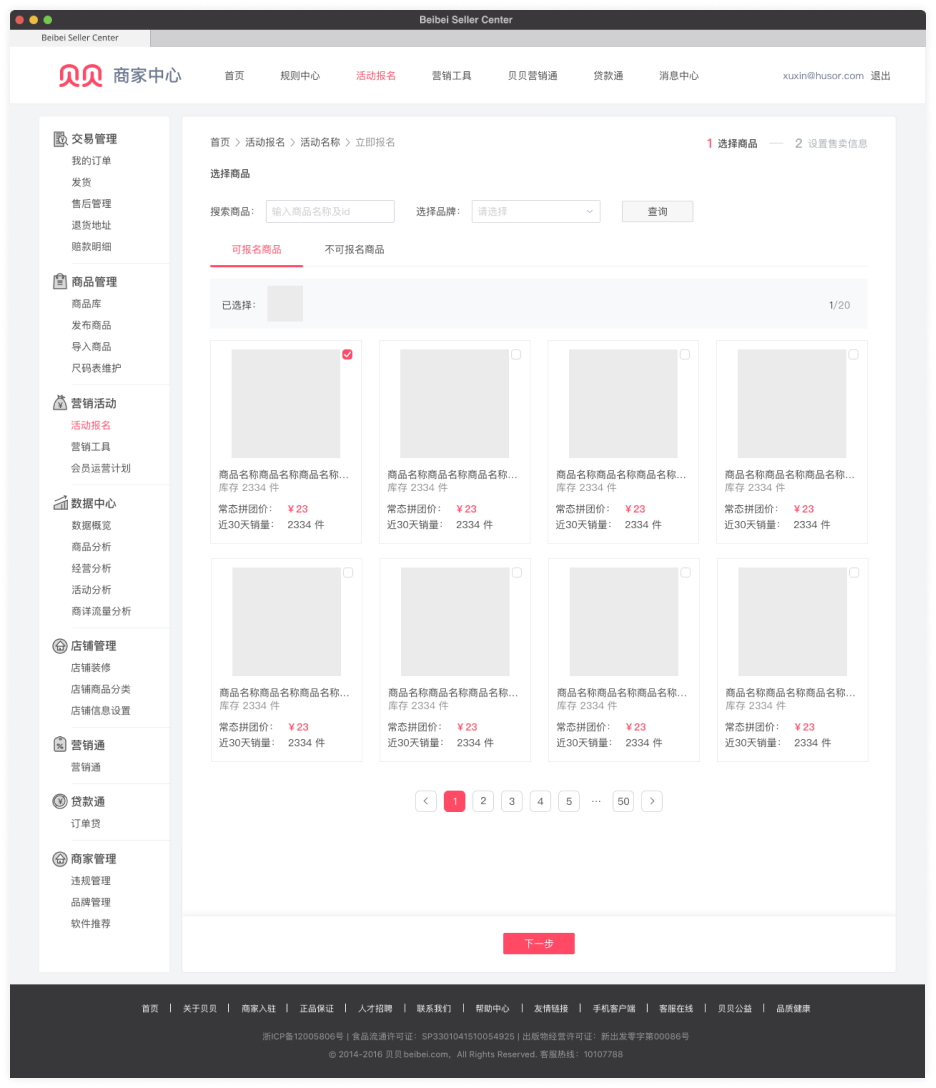 Beibei Seller Center
Beibei Seller Center
贝贝 商家中心 首页 规则中心 活动报名 营销工具 贝贝营销通 贷款通 消息中心 xuxin@husor.com 退出
交易管理
我的订单
发货
售后管理
退货地址
赔款明细
商品管理
商品库
发布商品
导入商品
尺码表维护
营销活动
活动报名
营销工具
会员运营计划
数据中心
数据概览
商品分析
经营分析
活动分析
商详流量分析
店铺管理
店铺装修
店铺商品分类
店铺信息设置
营销通
营销通
贷款通
订单贷
商家管理
违规管理
品牌管理
软件推荐
首页 > 活动报名 > 活动名称 > 立即报名 1 选择商品 — 2 设置售卖信息
选择商品
搜索商品： 输入商品名称及id 选择品牌： 请选择 查询
可报名商品 不可报名商品
已选择： 1/20
商品名称商品名称商品名称... 商品名称商品名称商品名称... 商品名称商品名称商品名称... 商品名称商品名称商品名称...
库存 2334 件 库存 2334 件 库存 2334 件 库存 2334 件
常态拼团价： ¥23 常态拼团价： ¥23 常态拼团价： ¥23 常态拼团价： ¥23
近30天销量： 2334 件 近30天销量： 2334 件 近30天销量： 2334 件 近30天销量： 2334 件
商品名称商品名称商品名称... 商品名称商品名称商品名称... 商品名称商品名称商品名称... 商品名称商品名称商品名称...
库存 2334 件 库存 2334 件 库存 2334 件 库存 2334 件
常态拼团价： ¥23 常态拼团价： ¥23 常态拼团价： ¥23 常态拼团价： ¥23
近30天销量： 2334 件 近30天销量： 2334 件 近30天销量： 2334 件 近30天销量： 2334 件
< 1 2 3 4 5 ··· 50 >
下一步
首页 | 关于贝贝 | 商家入驻 | 正品保证 | 人才招聘 | 联系我们 | 帮助中心 | 友情链接 | 手机客户端 | 客服在线 | 贝贝公益 | 品质健康
浙ICP备12005806号 | 食品流通许可证：SP3301041510054925 | 出版物经营许可证：新出发零字第00086号
© 2014-2016 贝贝 beibei.com，All Rights Reserved. 客服热线：10107788